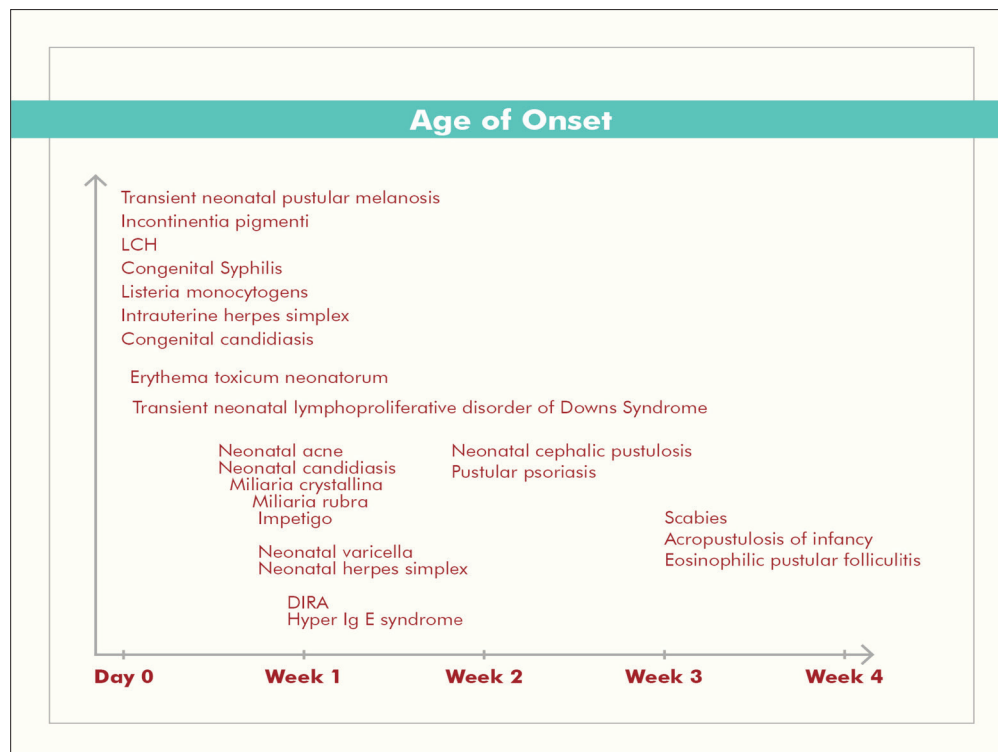 Age of Onset
Transient neonatal pustular melanosis
Incontinentia pigmenti
LCH
Congenital Syphilis
Listeria monocytogens
Intrauterine herpes simplex
Congenital candidiasis
Erythema toxicum neonatorum
Transient neonatal lymphoproliferative disorder of Downs Syndrome
Neonatal acne
Neonatal candidiasis
Miliaria crystallina
Miliaria rubra
Impetigo
Neonatal varicella
Neonatal herpes simplex
DIRA
Hyper Ig E syndrome
Neonatal cephalic pustulosis
Pustular psoriasis
Scabies
Acropustulosis of infancy
Eosinophilic pustular folliculitis
Day 0 Week 1 Week 2 Week 3 Week 4